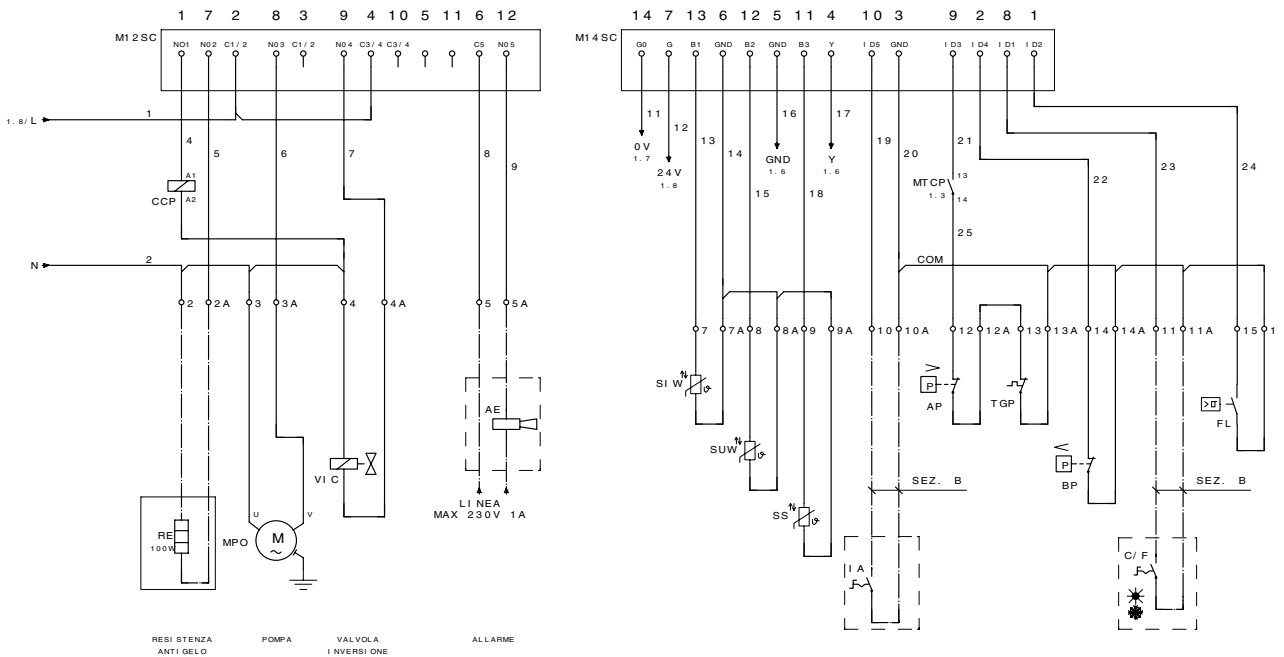 1 7 2 8 3 9 4 10 5 11 6 12
14 7 13 6 12 5 11 4 10 3 9 2 8 1
M12SC
NO1 NO2 C1/2 NO3 C1/2 NO4 C3/4 C3/4 C5 NO5
M14SC
G0 G B1 GND B2 GND B3 Y ID5 GND ID3 ID4 ID1 ID2
1.8/L 1
4 5 6 7 8 9
11 12 13 14 15 16 17 18 19 20 21 22 23 24
0V
1.7
24V
1.8
GND
1.6
Y
1.6
CCP A1
A2
MTCP
1.3
13
14
25
N 2
COM
2 2A 3 3A 4 4A 5 5A
7 7A 8 8A 9 9A 10 10A 12 12A 13 13A 14 14A 11 11A 15 1
SIW
SUW
SS
> P
AP
TGP
< P
BP
FL
AE
VIC
LINEA
MAX 230V 1A
SEZ. B
SEZ. B
RE
100W
MPO
U V
M
~
IA
C/F
RESISTENZA
ANTIGELO
POMPA
VALVOLA
INVERSIONE
ALLARME